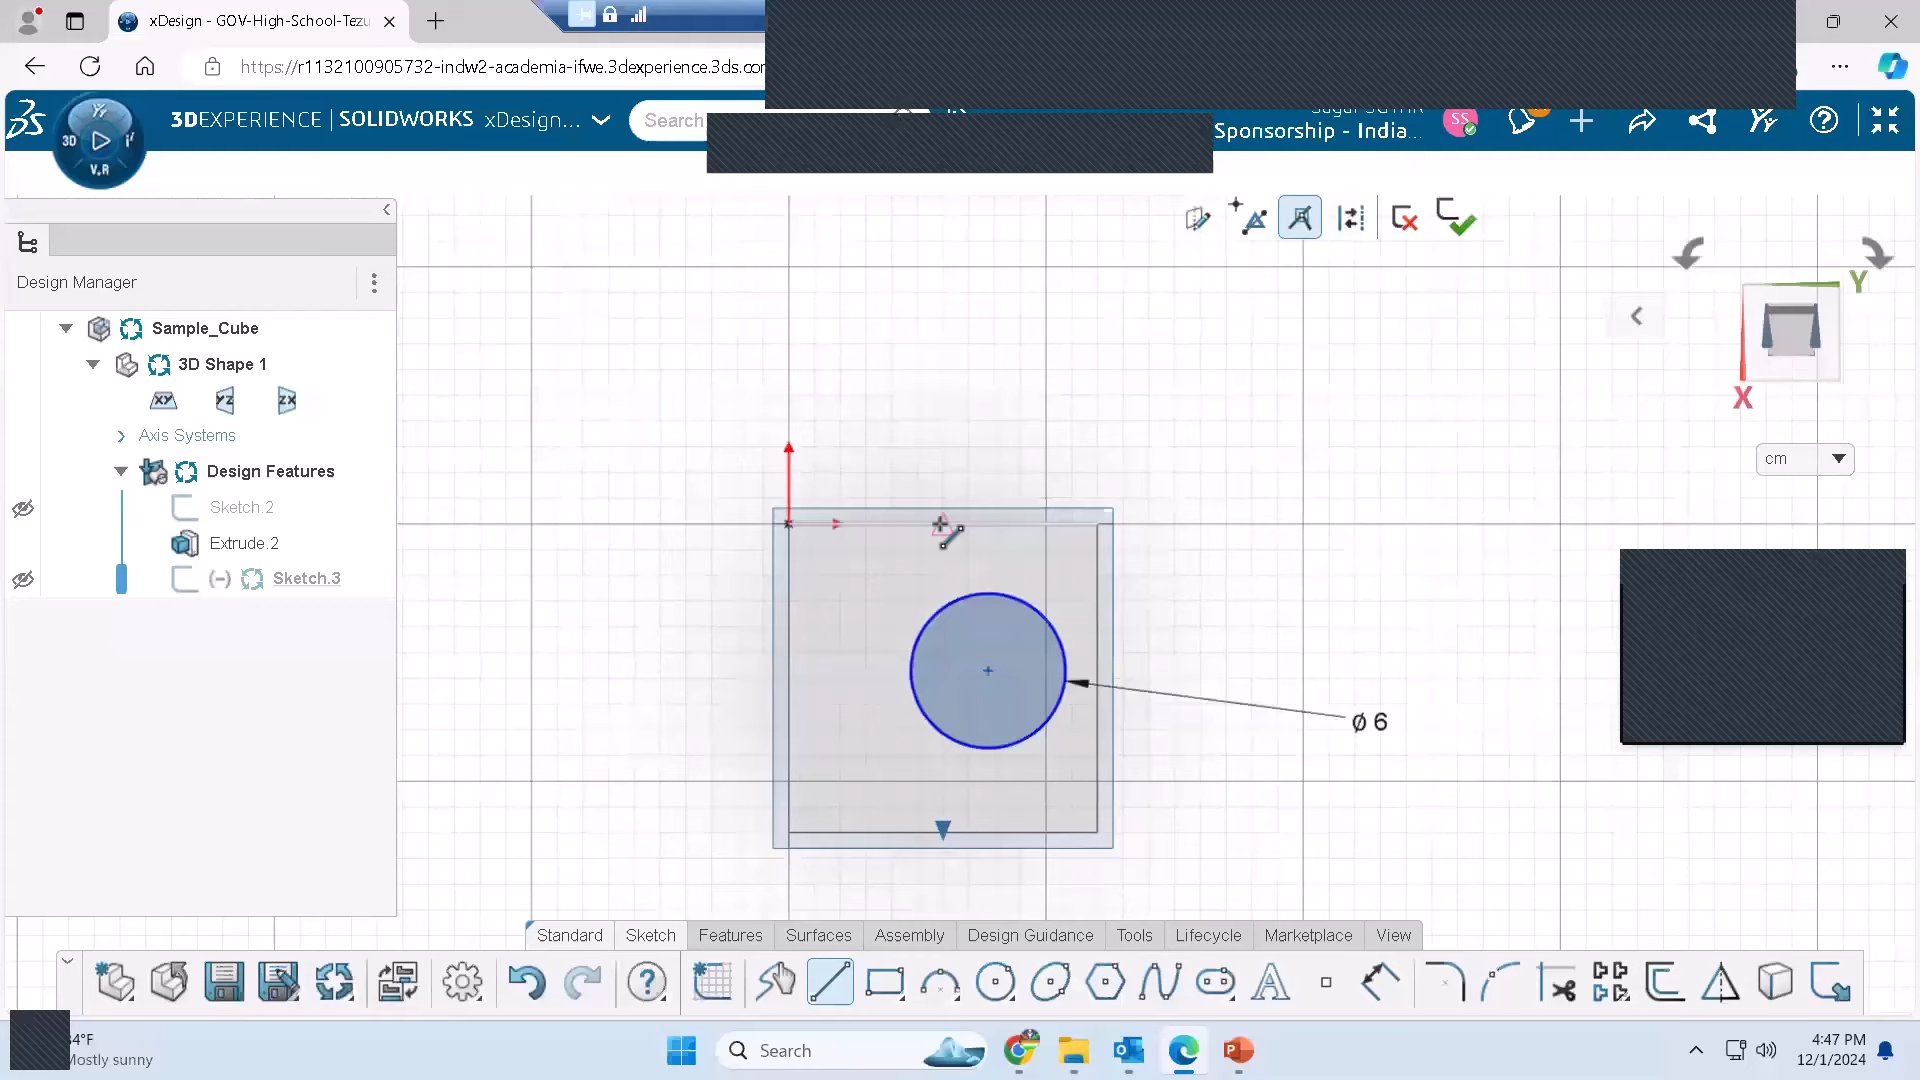 xDesign - GOV-High-School-Tezu
https://r1132100905732-indw2-academia-ifwe.3dexperience.3ds.com
3DEXPERIENCE | SOLIDWORKS xDesign...
Search
Sponsorship - India...
SS
3D
V.R
Design Manager
Sample_Cube
3D Shape 1
XY YZ ZX
Axis Systems
Design Features
Sketch.2
Extrude.2
(-) Sketch.3
Y
X
cm
Ø 6
Standard Sketch Features Surfaces Assembly Design Guidance Tools Lifecycle Marketplace View
Mostly sunny
Search
4:47 PM
12/1/2024